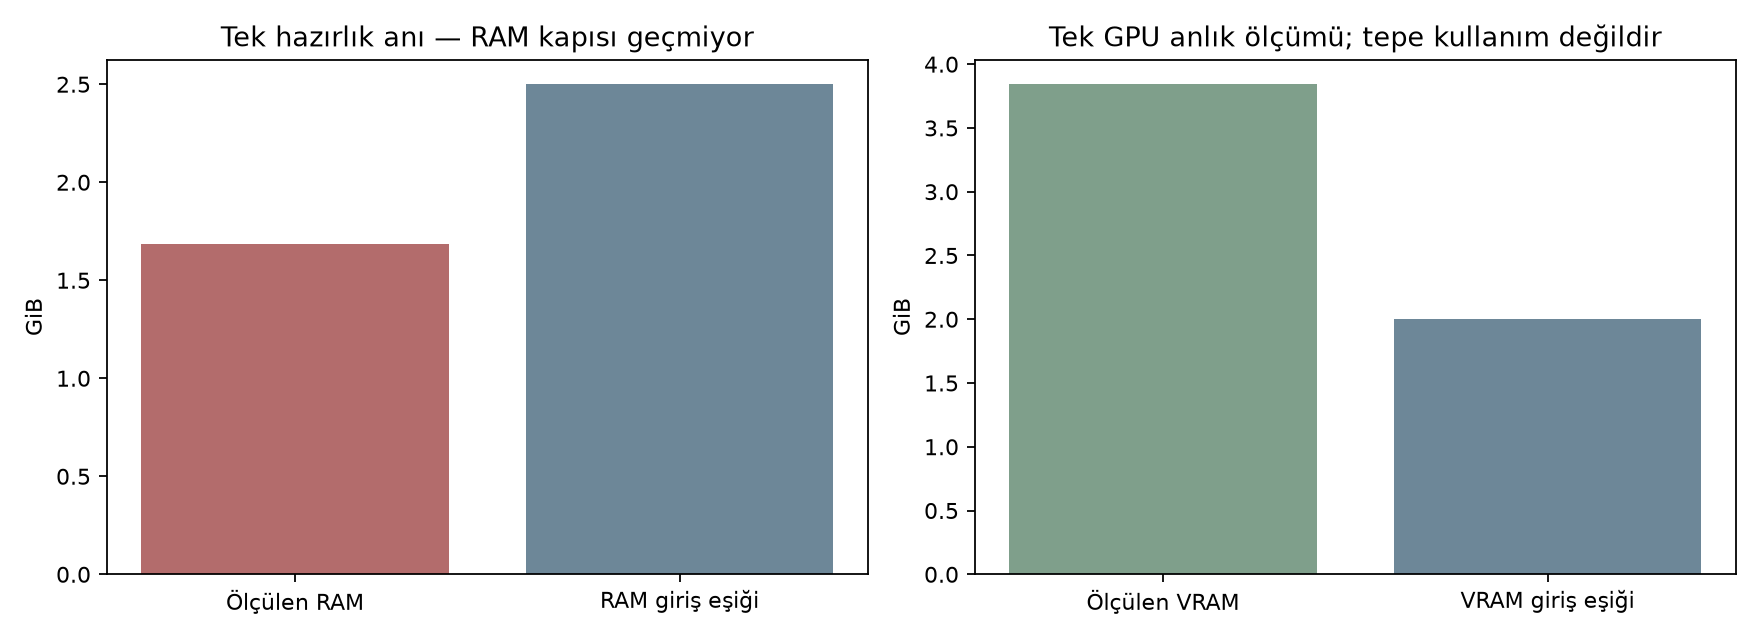 Tek hazırlık anı — RAM kapısı geçmiyor
2.5
2.0
1.5
1.0
0.5
0.0
GiB
Ölçülen RAM
RAM giriş eşiği
Tek GPU anlık ölçümü; tepe kullanım değildir
4.0
3.5
3.0
2.5
2.0
1.5
1.0
0.5
0.0
GiB
Ölçülen VRAM
VRAM giriş eşiği